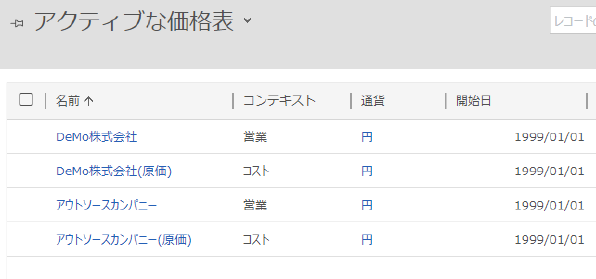 アクティブな価格表
レコードの
名前 コンテキスト 通貨 開始日
DeMo株式会社 営業 円 1999/01/01
DeMo株式会社(原価) コスト 円 1999/01/01
アウトソースカンパニー 営業 円 1999/01/01
アウトソースカンパニー(原価) コスト 円 1999/01/01